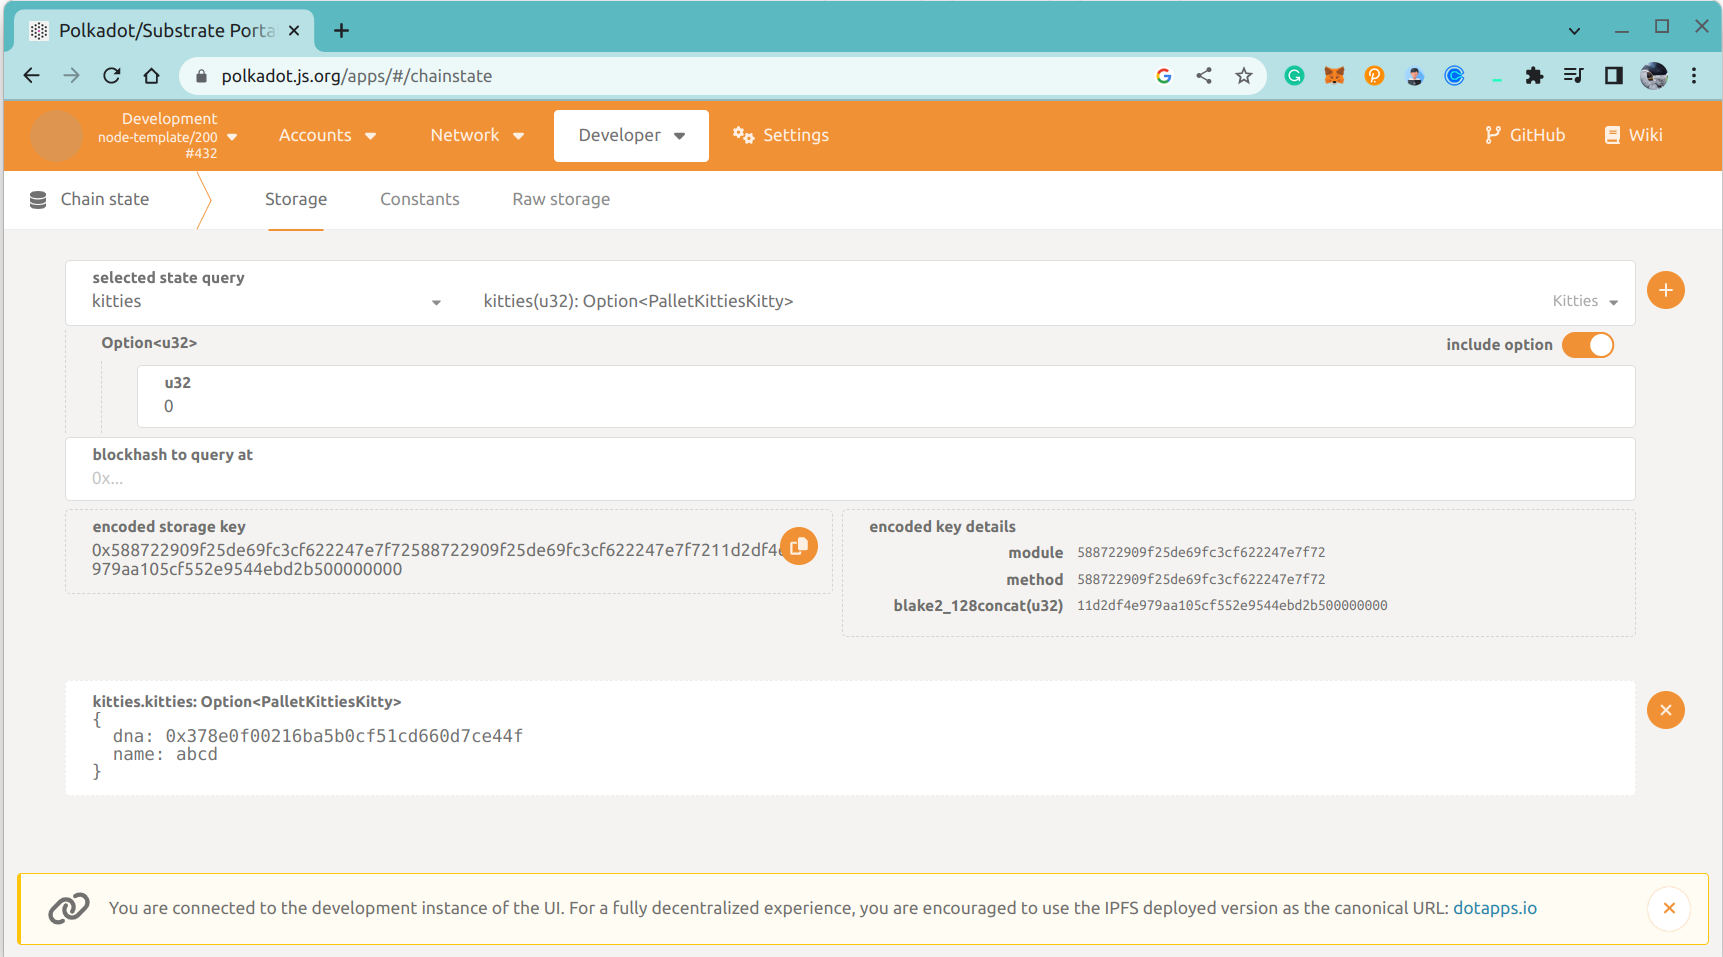 Polkadot/Substrate Porta
polkadot.js.org/apps/#/chainstate
Development
node-template/200
#432
Accounts
Network
Developer
Settings
GitHub
Wiki
Chain state
Storage
Constants
Raw storage
selected state query
kitties
kitties(u32): Option<PalletKittiesKitty>
Kitties
Option<u32>
include option
u32
0
blockhash to query at
0x...
encoded storage key
0x588722909f25de69fc3cf622247e7f72588722909f25de69fc3cf622247e7f7211d2df4e
979aa105cf552e9544ebd2b500000000
encoded key details
module 588722909f25de69fc3cf622247e7f72
method 588722909f25de69fc3cf622247e7f72
blake2_128concat(u32) 11d2df4e979aa105cf552e9544ebd2b500000000
kitties.kitties: Option<PalletKittiesKitty>
{
dna: 0x378e0f00216ba5b0cf51cd660d7ce44f
name: abcd
}
You are connected to the development instance of the UI. For a fully decentralized experience, you are encouraged to use the IPFS deployed version as the canonical URL: dotapps.io